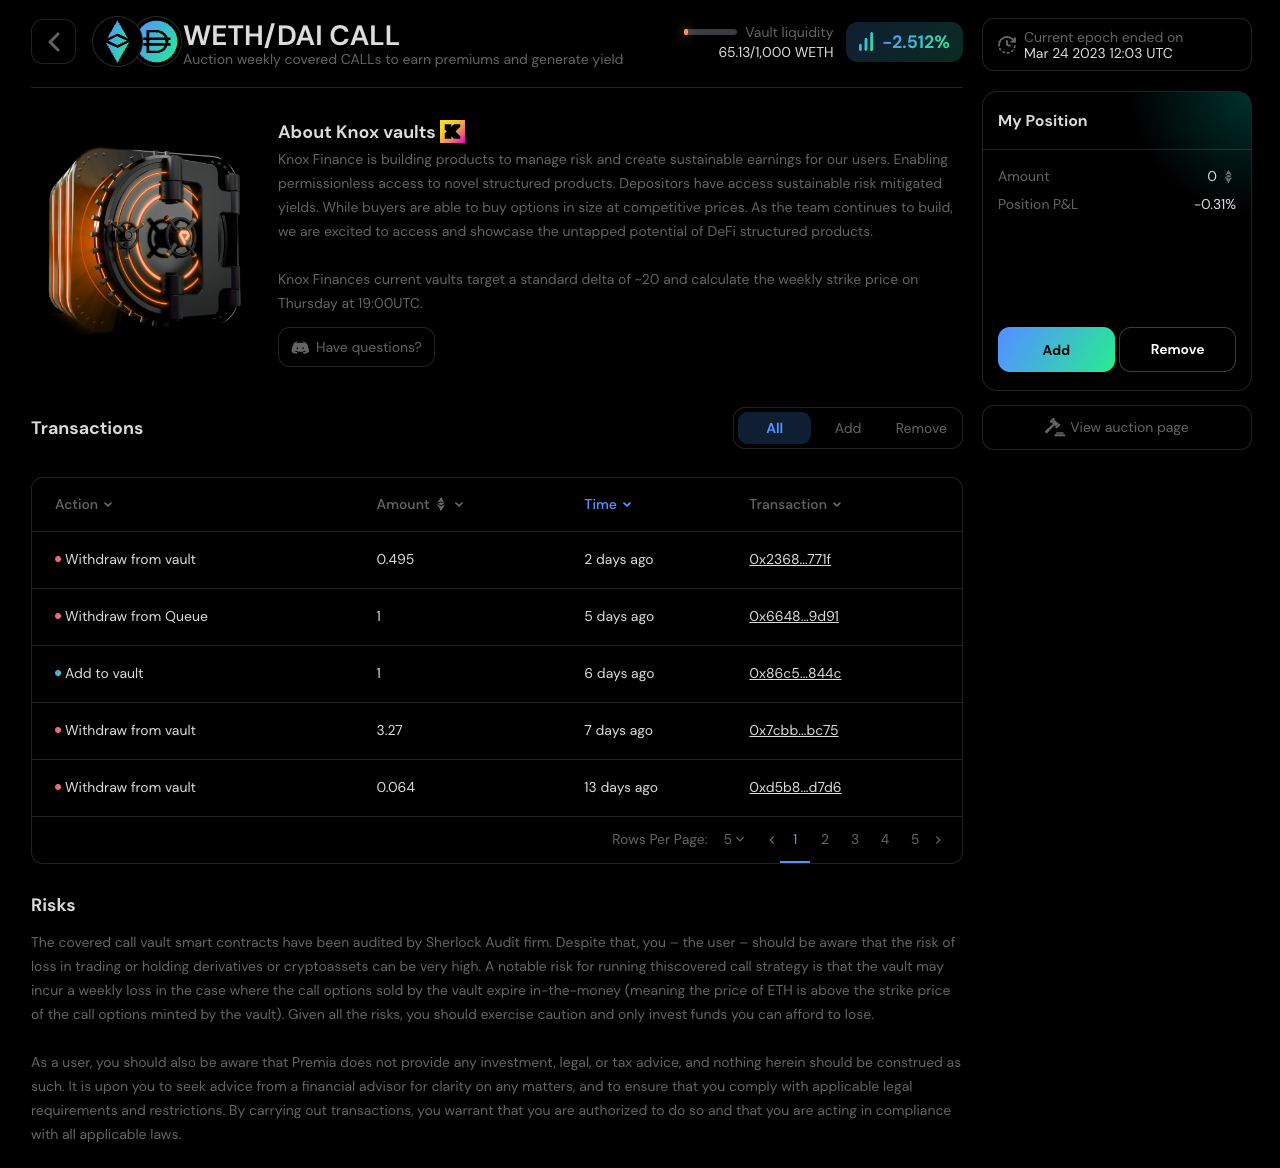 WETH/DAI CALL
Auction weekly covered CALLs to earn premiums and generate yield
Vault liquidity
65.13/1,000 WETH
-2.512%
Current epoch ended on
Mar 24 2023 12:03 UTC
About Knox vaults
Knox Finance is building products to manage risk and create sustainable earnings for our users. Enabling
permissionless access to novel structured products. Depositors have access sustainable risk mitigated
yields. While buyers are able to buy options in size at competitive prices. As the team continues to build,
we are excited to access and showcase the untapped potential of DeFi structured products.
Knox Finances current vaults target a standard delta of ~20 and calculate the weekly strike price on
Thursday at 19:00UTC.
Have questions?
My Position
Amount 0
Position P&L -0.31%
Add Remove
View auction page
Transactions
All Add Remove
Action Amount Time Transaction
Withdraw from vault 0.495 2 days ago 0x2368...771f
Withdraw from Queue 1 5 days ago 0x6648...9d91
Add to vault 1 6 days ago 0x86c5...844c
Withdraw from vault 3.27 7 days ago 0x7cbb...bc75
Withdraw from vault 0.064 13 days ago 0xd5b8...d7d6
Rows Per Page: 5 1 2 3 4 5
Risks
The covered call vault smart contracts have been audited by Sherlock Audit firm. Despite that, you – the user – should be aware that the risk of
loss in trading or holding derivatives or cryptoassets can be very high. A notable risk for running thiscovered call strategy is that the vault may
incur a weekly loss in the case where the call options sold by the vault expire in-the-money (meaning the price of ETH is above the strike price
of the call options minted by the vault). Given all the risks, you should exercise caution and only invest funds you can afford to lose.
As a user, you should also be aware that Premia does not provide any investment, legal, or tax advice, and nothing herein should be construed as
such. It is upon you to seek advice from a financial advisor for clarity on any matters, and to ensure that you comply with applicable legal
requirements and restrictions. By carrying out transactions, you warrant that you are authorized to do so and that you are acting in compliance
with all applicable laws.